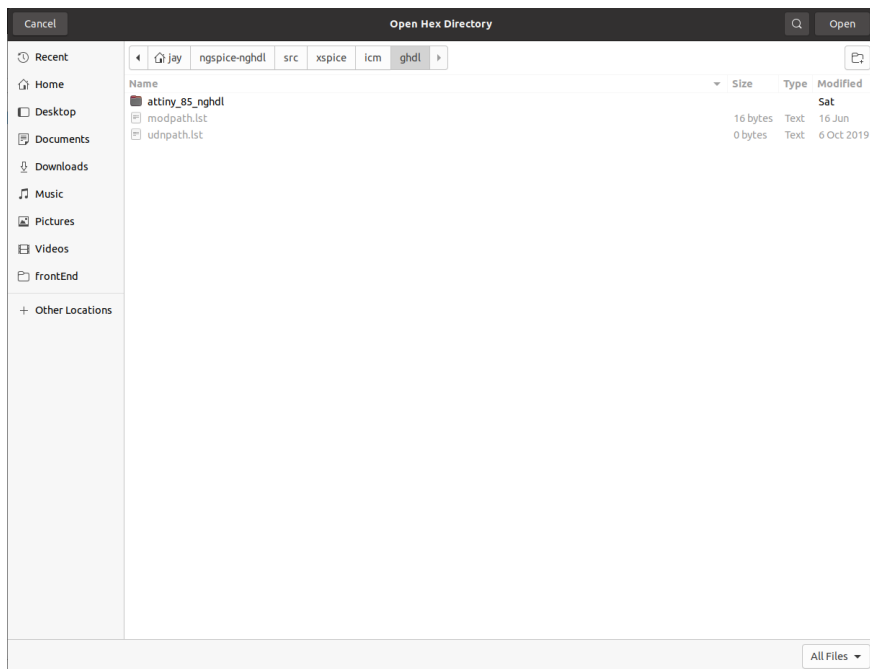 Cancel Open Hex Directory Open
Recent
Home
Desktop
Documents
Downloads
Music
Pictures
Videos
frontEnd
Other Locations
jay ngspice-nghdl src xspice icm ghdl
Name Size Type Modified
attiny_85_nghdl Sat
modpath.lst 16 bytes Text 16 Jun
udnpath.lst 0 bytes Text 6 Oct 2019
All Files